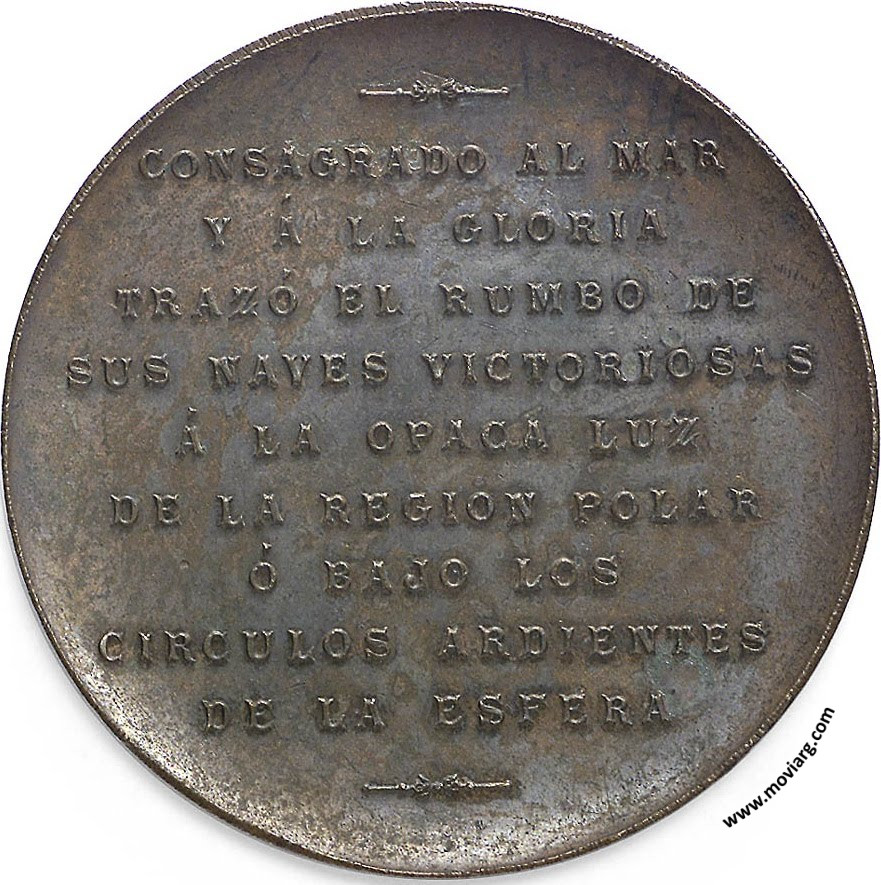 CONSAGRADO AL MAR
Y Á LA GLORIA
TRAZÓ EL RUMBO DE
SUS NAVES VICTORIOSAS
Á LA OPACA LUZ
DE LA REGION POLAR
Ó BAJO LOS
CIRCULOS ARDIENTES
DE LA ESFERA
www.moviarg.com